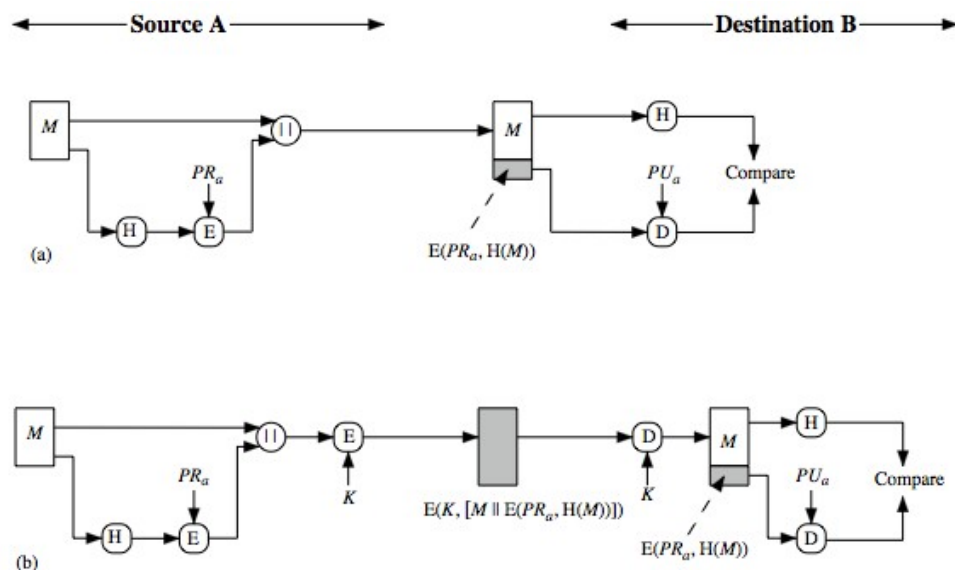 Source A
Destination B
M
||
M
H
PRa
PUa
Compare
H
E
D
E(PRa, H(M))
(a)
M
||
E
D
M
H
PRa
K
K
PUa
Compare
E(K, [M || E(PRa, H(M))])
H
E
D
E(PRa, H(M))
(b)